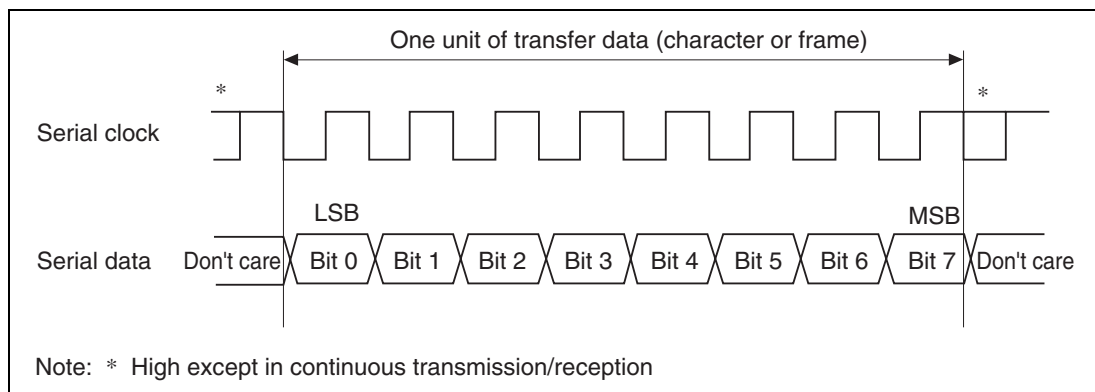 One unit of transfer data (character or frame)
* *
Serial clock
LSB MSB
Serial data Don't care Bit 0 Bit 1 Bit 2 Bit 3 Bit 4 Bit 5 Bit 6 Bit 7 Don't care
Note: * High except in continuous transmission/reception